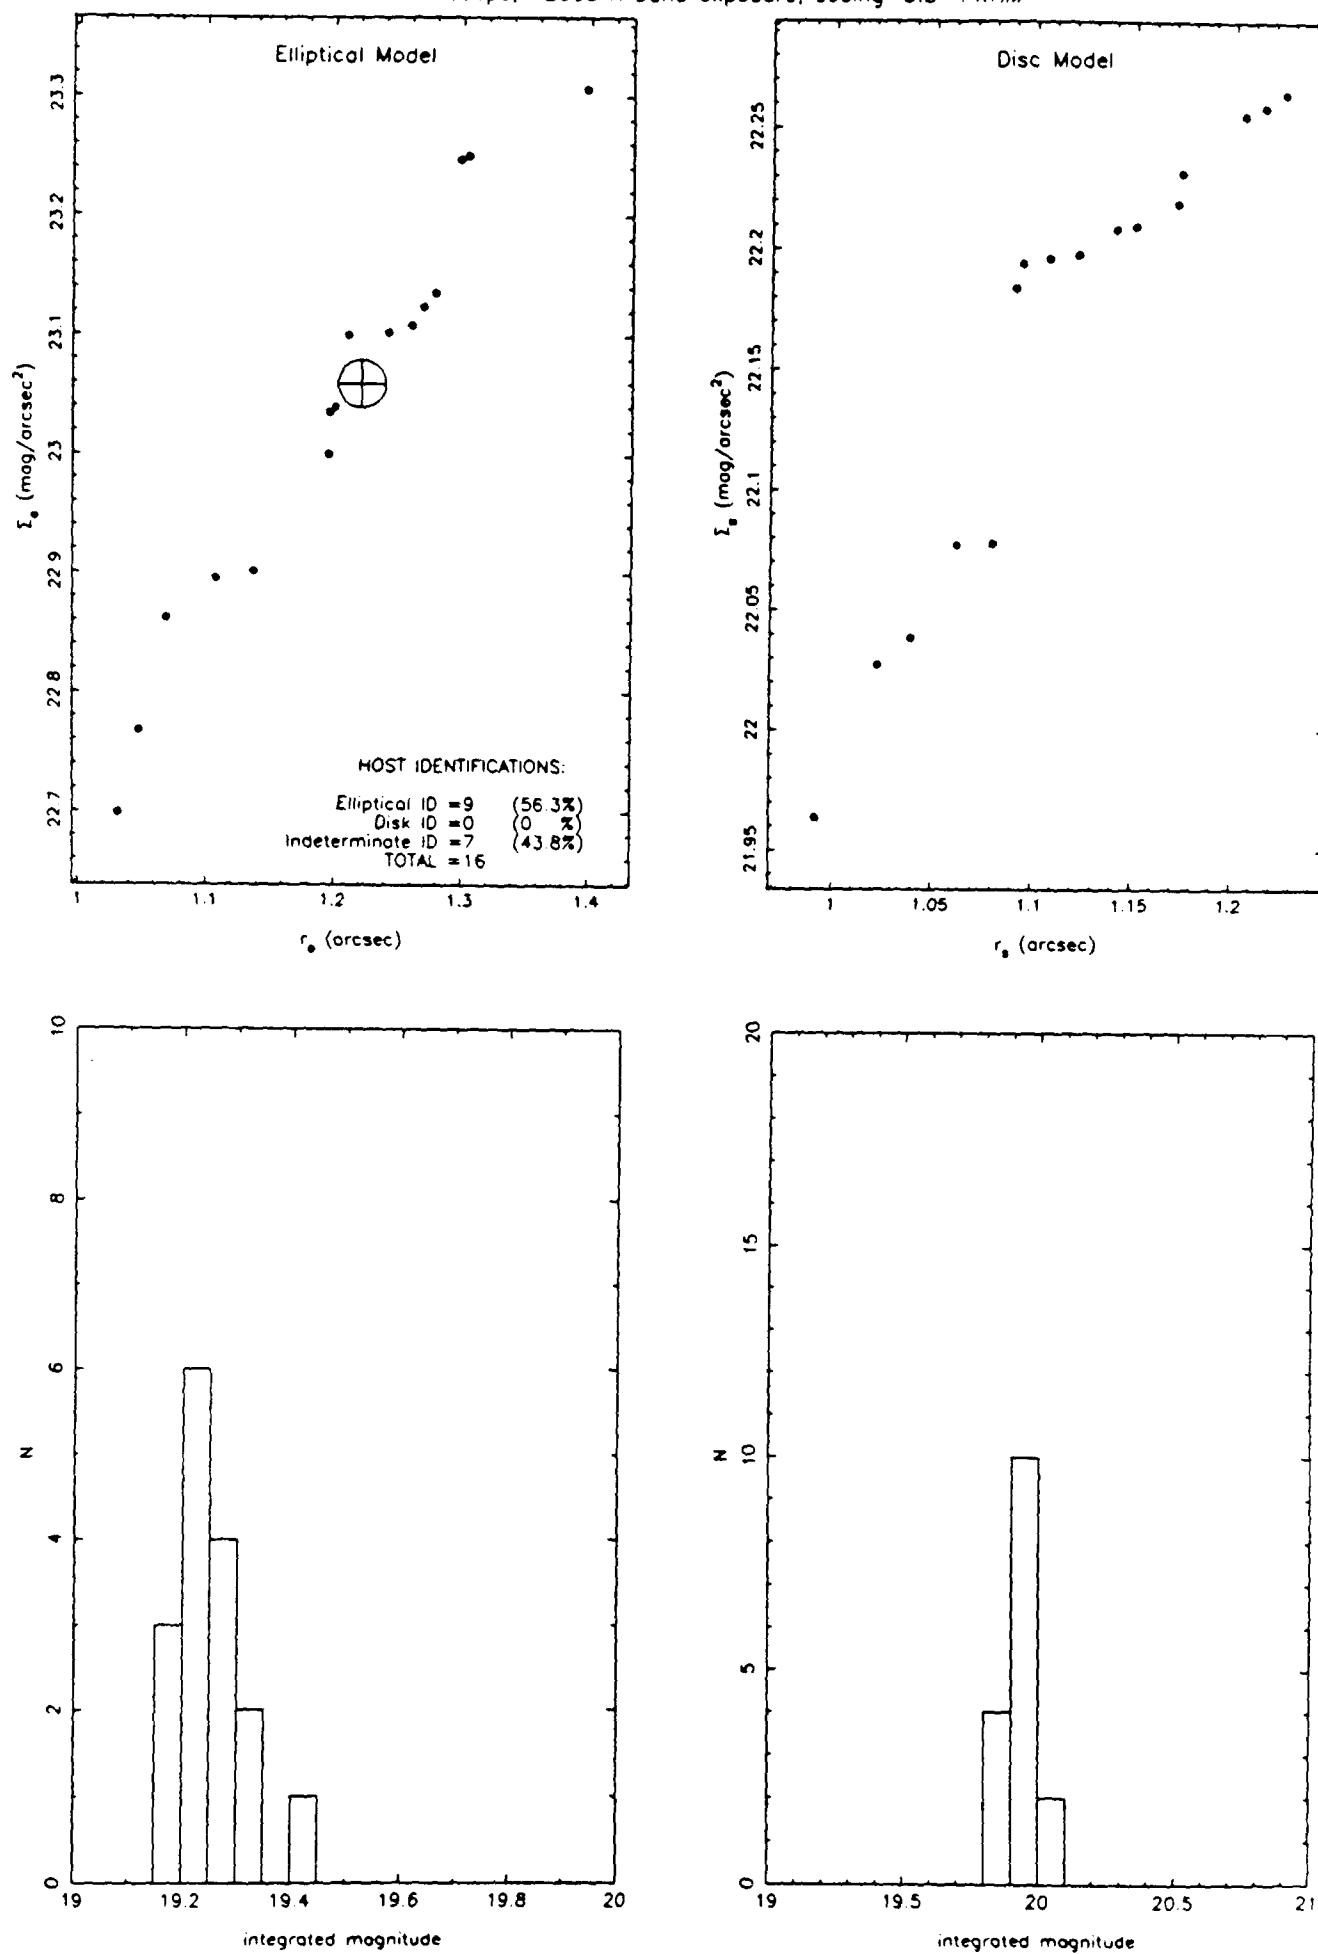 Elliptical Model
23.3
23.2
23.1
23
22.9
22.8
22.7
Σe (mag/arcsec2)
HOST IDENTIFICATIONS:
Elliptical ID =9 (56.3%)
Disk ID =0 (0 %)
Indeterminate ID =7 (43.8%)
TOTAL =16
1 1.1 1.2 1.3 1.4
re (arcsec)
Disc Model
22.25
22.2
22.15
22.1
22.05
22
21.95
Σs (mag/arcsec2)
1 1.05 1.1 1.15 1.2
rs (arcsec)
10
8
6
4
2
0
N
19 19.2 19.4 19.6 19.8 20
integrated magnitude
20
15
10
5
0
N
19 19.5 20 20.5 21
integrated magnitude